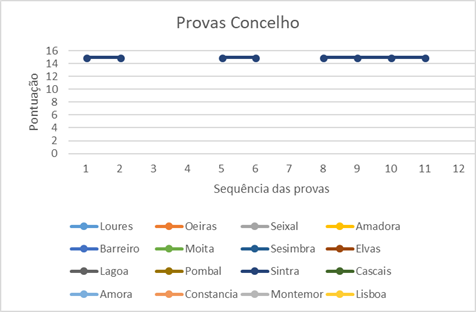 Provas Concelho
16
14
12
10
8
6
4
2
0
Pontuação
1 2 3 4 5 6 7 8 9 10 11 12
Sequência das provas
Loures Oeiras Seixal Amadora
Barreiro Moita Sesimbra Elvas
Lagoa Pombal Sintra Cascais
Amora Constancia Montemor Lisboa